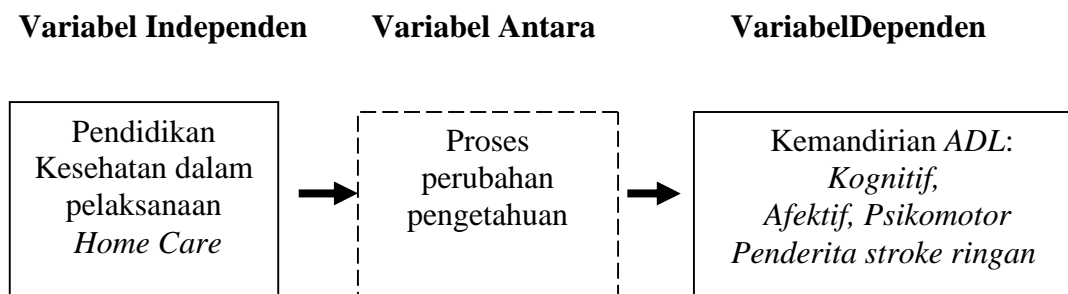 Variabel Independen
Variabel Antara
VariabelDependen
Pendidikan
Kesehatan dalam
pelaksanaan
Home Care
Proses
perubahan
pengetahuan
Kemandirian ADL:
Kognitif,
Afektif, Psikomotor
Penderita stroke ringan